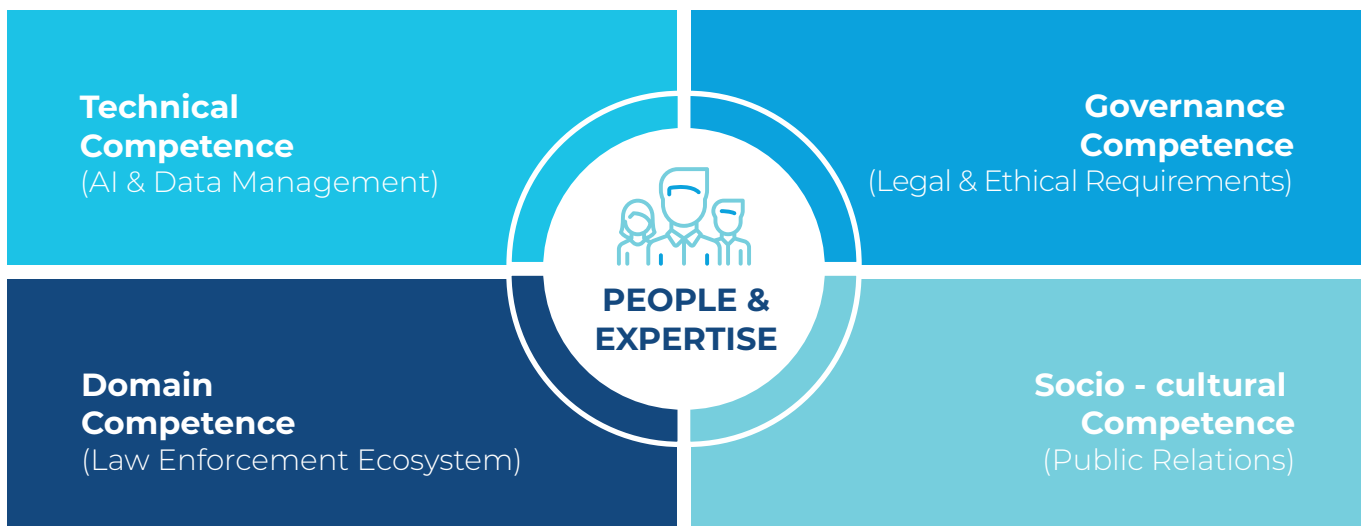 Technical
Competence
(AI & Data Management)
Governance
Competence
(Legal & Ethical Requirements)
PEOPLE &
EXPERTISE
Domain
Competence
(Law Enforcement Ecosystem)
Socio - cultural
Competence
(Public Relations)